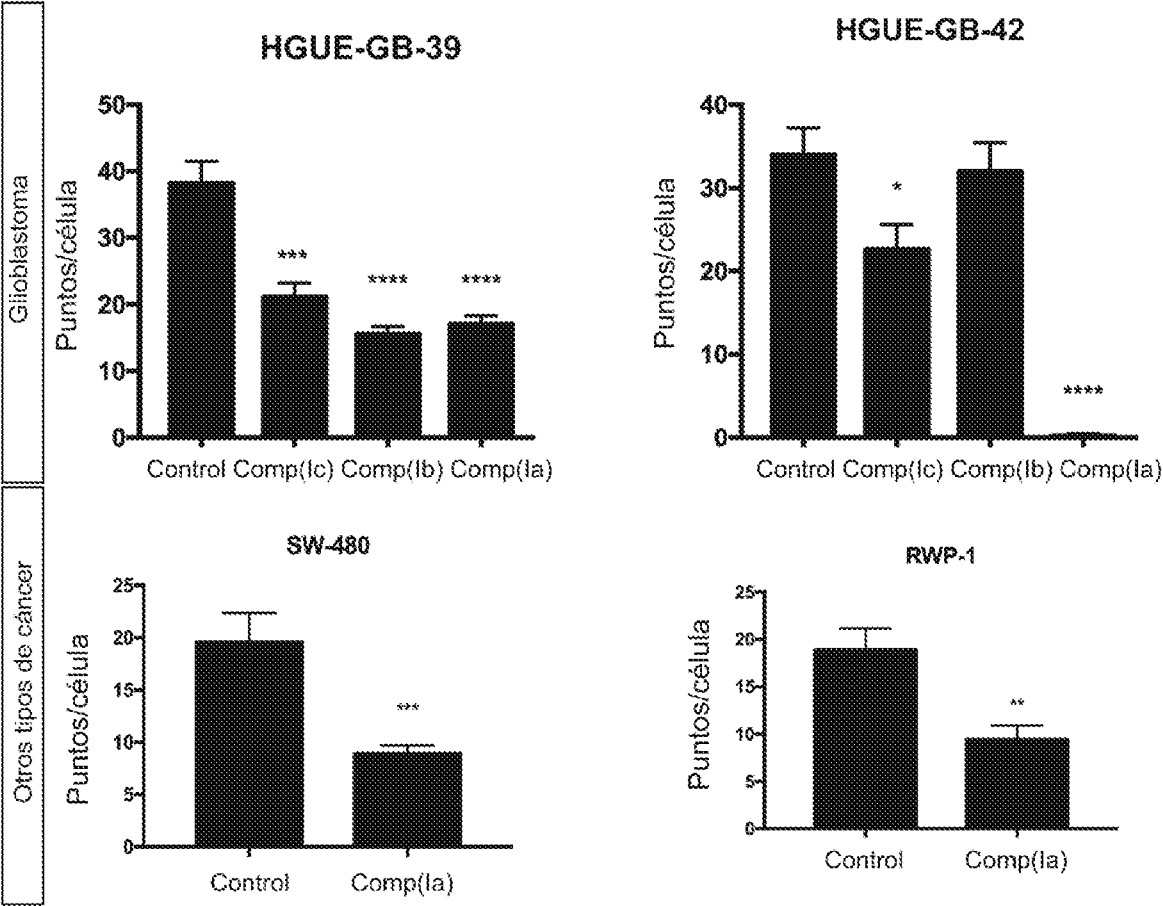 Glioblastoma
HGUE-GB-39
Puntos/célula
50
40
30
20
10
0
***
****
****
Control Comp(Ic) Comp(Ib) Comp(Ia)
HGUE-GB-42
Puntos/célula
40
30
20
10
0
*
****
Control Comp(Ic) Comp(Ib) Comp(Ia)
Otros tipos de cáncer
SW-480
Puntos/célula
25
20
15
10
5
0
***
Control Comp(Ia)
RWP-1
Puntos/célula
25
20
15
10
5
0
**
Control Comp(Ia)